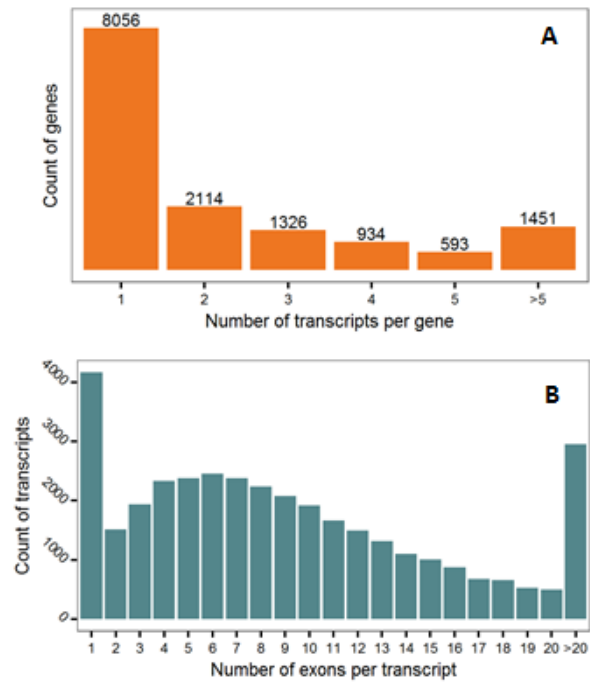 A
8056
2114
1326
934
593
1451
Count of genes
1 2 3 4 5 >5
Number of transcripts per gene
B
4000
3000
2000
1000
0
Count of transcripts
1 2 3 4 5 6 7 8 9 10 11 12 13 14 15 16 17 18 19 20 >20
Number of exons per transcript